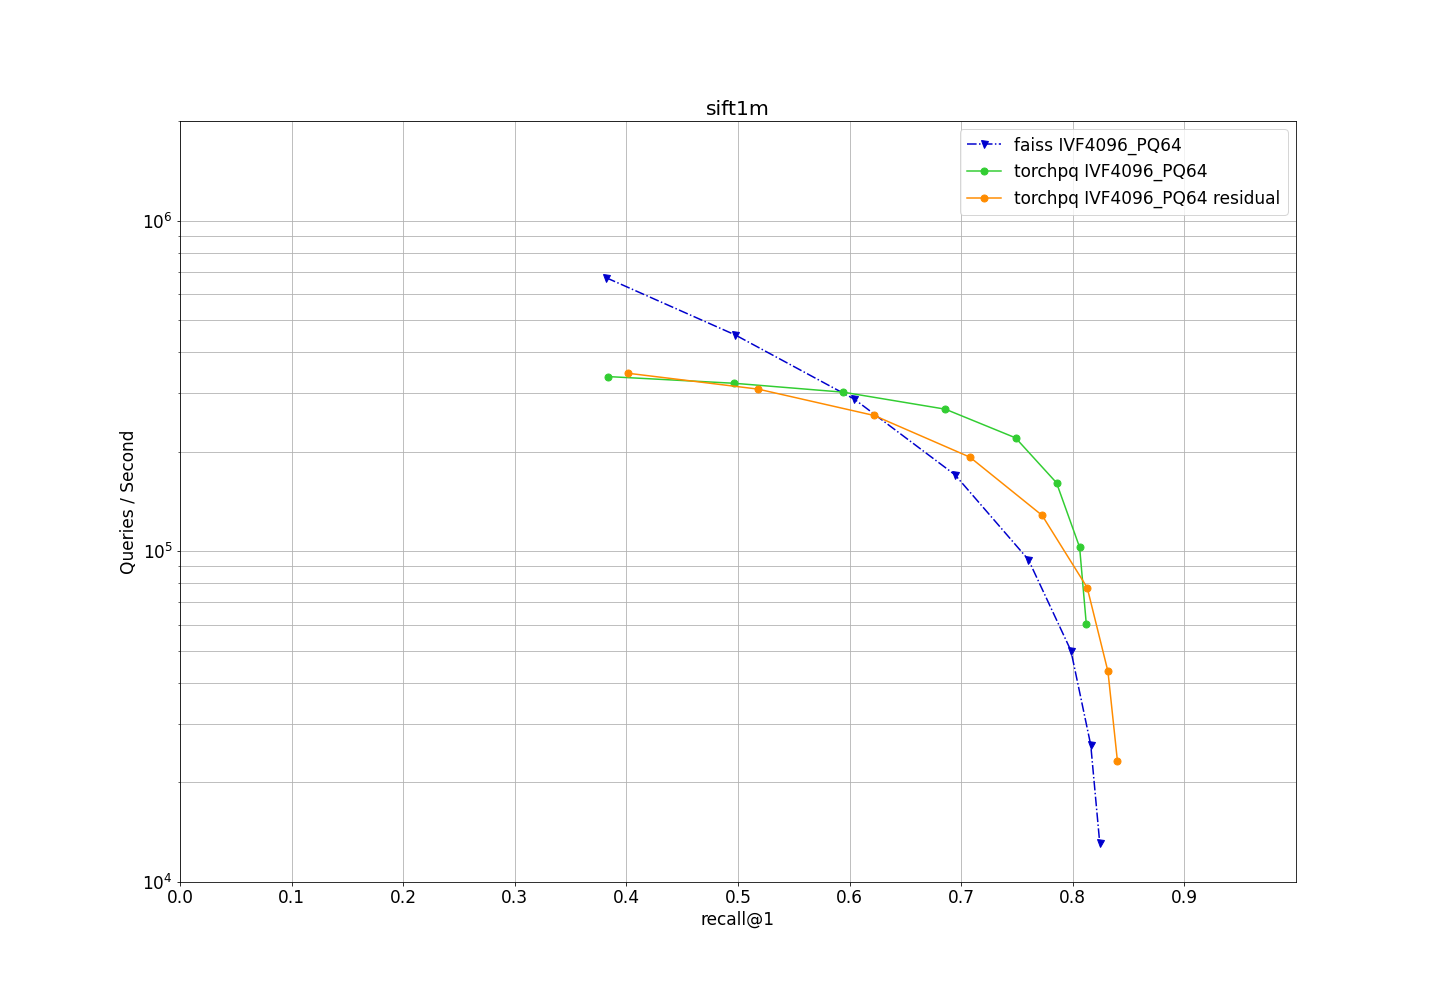 sift1m
faiss IVF4096_PQ64
torchpq IVF4096_PQ64
torchpq IVF4096_PQ64 residual
10^6
10^5
10^4
Queries / Second
0.0 0.1 0.2 0.3 0.4 0.5 0.6 0.7 0.8 0.9
recall@1